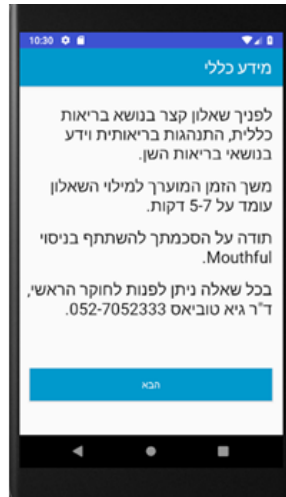 10:30
מידע כללי
לפניך שאלון קצר בנושא בריאות
כללית, התנהגות בריאותית וידע
בנושאי בריאות השן.
משך הזמן המוערך למילוי השאלון
עומד על 5-7 דקות.
תודה על הסכמתך להשתתף בניסוי
Mouthful.
בכל שאלה ניתן לפנות לחוקר הראשי,
ד"ר גיא טוביאס 052-7052333.
הבא